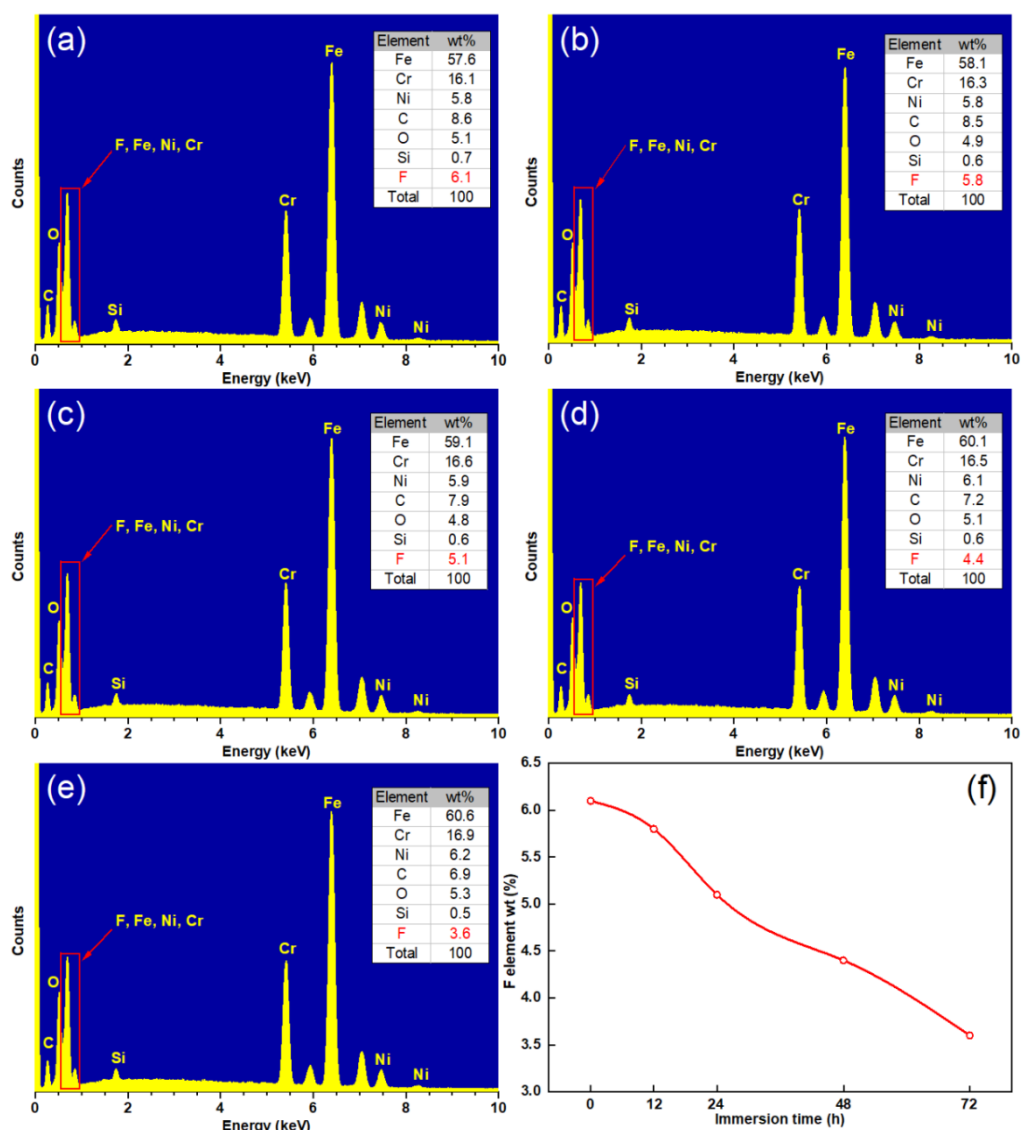 (a)
Element wt%
Fe 57.6
Cr 16.1
Ni 5.8
C 8.6
O 5.1
Si 0.7
F 6.1
Total 100
Fe
F, Fe, Ni, Cr
Cr
O
C
Si
Ni
Ni
Counts
0 2 4 6 8 10
Energy (keV)
(b)
Element wt%
Fe 58.1
Cr 16.3
Ni 5.8
C 8.5
O 4.9
Si 0.6
F 5.8
Total 100
Fe
F, Fe, Ni, Cr
Cr
O
C
Si
Ni
Ni
Counts
0 2 4 6 8 10
Energy (keV)
(c)
Element wt%
Fe 59.1
Cr 16.6
Ni 5.9
C 7.9
O 4.8
Si 0.6
F 5.1
Total 100
Fe
F, Fe, Ni, Cr
Cr
O
C
Si
Ni
Ni
Counts
0 2 4 6 8 10
Energy (keV)
(d)
Element wt%
Fe 60.1
Cr 16.5
Ni 6.1
C 7.2
O 5.1
Si 0.6
F 4.4
Total 100
Fe
F, Fe, Ni, Cr
Cr
O
C
Si
Ni
Ni
Counts
0 2 4 6 8 10
Energy (keV)
(e)
Element wt%
Fe 60.6
Cr 16.9
Ni 6.2
C 6.9
O 5.3
Si 0.5
F 3.6
Total 100
Fe
F, Fe, Ni, Cr
Cr
O
C
Si
Ni
Ni
Counts
0 2 4 6 8 10
Energy (keV)
(f)
6.5
6.0
5.5
5.0
4.5
4.0
3.5
3.0
F element wt (%)
0 12 24 48 72
Immersion time (h)